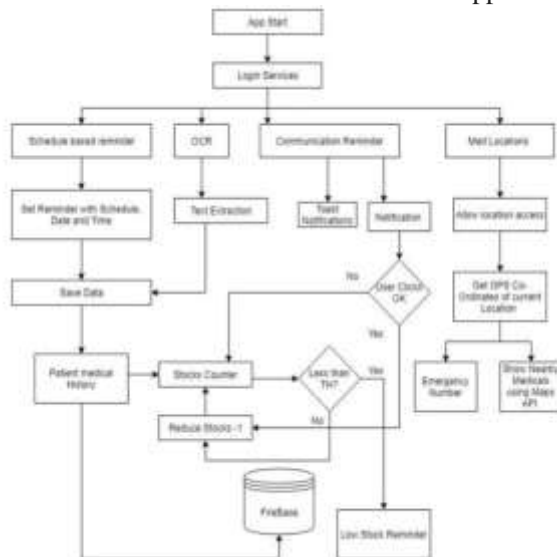 App Start
Login Services
Schedule based reminder
OCR
Communication Reminder
Med Locations
Set Reminder with Schedule,
Date and Time
Text Extraction
Toast
Notifications
Notification
Allow location access
Save Data
No
User Click
OK
Get GPS Co-
Ordinates of current
Location
Yes
Patient medical
History
Stocks Counter
Less than
TH?
Yes
Emergency
Number
Show Nearby
Medicals
using Maps
API
No
Reduce Stocks -1
FireBase
Low Stock Reminder